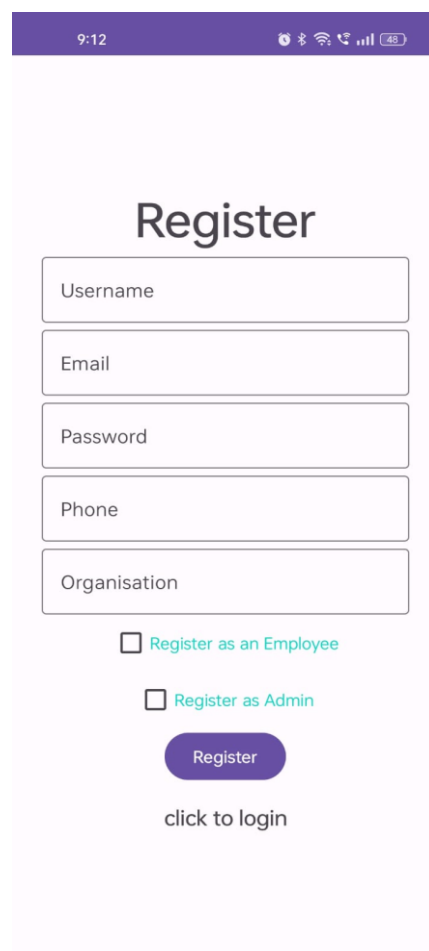 9:12
48
Register
Username
Email
Password
Phone
Organisation
Register as an Employee
Register as Admin
Register
click to login